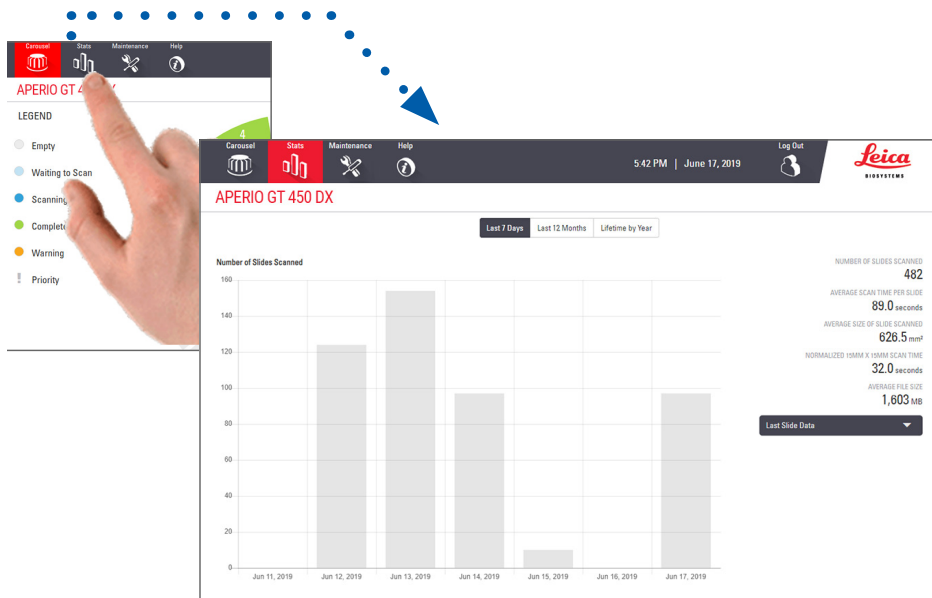 Carousel Stats Maintenance Help
APERIO GT 4
LEGEND
4
Empty
Waiting to Scan
Scanning
Complete
Warning
! Priority
Carousel Stats Maintenance Help
5:42 PM | June 17, 2019
Log Out
Leica
BIOSYSTEMS
APERIO GT 450 DX
Last 7 Days Last 12 Months Lifetime by Year
Number of Slides Scanned
160
140
120
100
80
60
40
20
0
Jun 11, 2019 Jun 12, 2019 Jun 13, 2019 Jun 14, 2019 Jun 15, 2019 Jun 16, 2019 Jun 17, 2019
NUMBER OF SLIDES SCANNED
482
AVERAGE SCAN TIME PER SLIDE
89.0 seconds
AVERAGE SIZE OF SLIDE SCANNED
626.5 mm²
NORMALIZED 15MM X 15MM SCAN TIME
32.0 seconds
AVERAGE FILE SIZE
1,603 MB
Last Slide Data